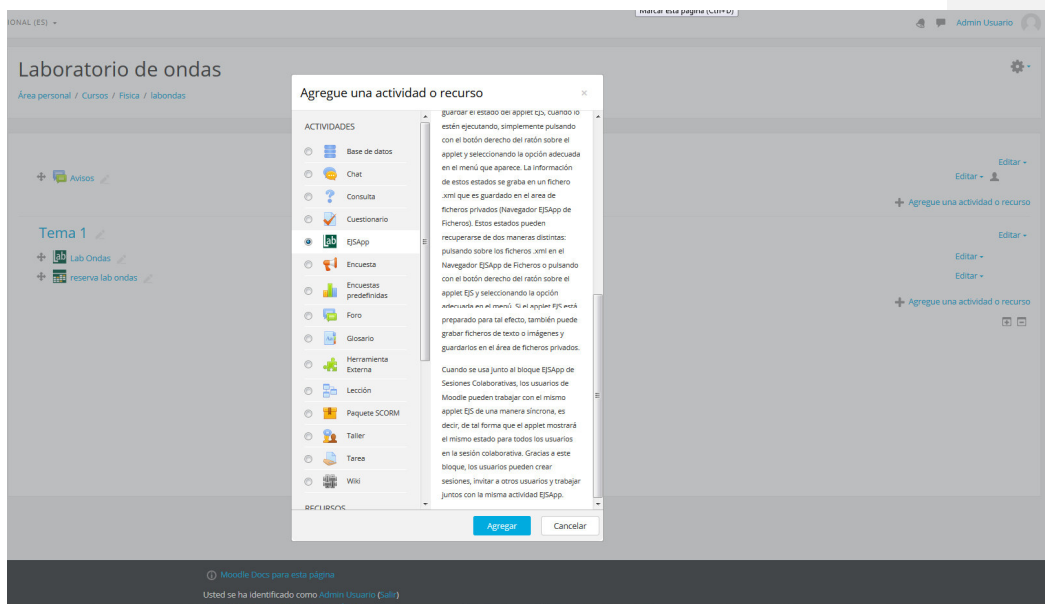 IONAL (ES)
Marcar esta página (Ctrl+D)
Admin Usuario
Laboratorio de ondas
Área personal / Cursos / Fisica / labondas
Avisos
Editar
Editar
Agregue una actividad o recurso
Tema 1
Editar
Lab Ondas
Editar
reserva lab ondas
Editar
Agregue una actividad o recurso
Agregue una actividad o recurso
×
ACTIVIDADES
Base de datos
Chat
Consulta
Cuestionario
EJSApp
Encuesta
Encuestas
predefinidas
Foro
Glosario
Herramienta
Externa
Lección
Paquete SCORM
Taller
Tarea
Wiki
RECURSOS
guardar el estado del applet EJS, cuando lo
estén ejecutando, simplemente pulsando
con el botón derecho del ratón sobre el
applet y seleccionando la opción adecuada
en el menú que aparece. La información
de estos estados se graba en un fichero
.xml que es guardado en el area de
ficheros privados (Navegador EJSApp de
Ficheros). Estos estados pueden
recuperarse de dos maneras distintas:
pulsando sobre los ficheros .xml en el
Navegador EJSApp de Ficheros o pulsando
con el botón derecho del ratón sobre el
applet EJS y seleccionando la opción
adecuada en el menú. Si el applet EJS está
preparado para tal efecto, también puede
grabar ficheros de texto o imágenes y
guardarlos en el área de ficheros privados.
Cuando se usa junto al bloque EJSApp de
Sesiones Colaborativas, los usuarios de
Moodle pueden trabajar con el mismo
applet EJS de una manera síncrona, es
decir, de tal forma que el applet mostrará
el mismo estado para todos los usuarios
en la sesión colaborativa. Gracias a este
bloque, los usuarios pueden crear
sesiones, invitar a otros usuarios y trabajar
juntos con la misma actividad EJSApp.
Agregar
Cancelar
Moodle Docs para esta página
Usted se ha identificado como Admin Usuario (Salir)